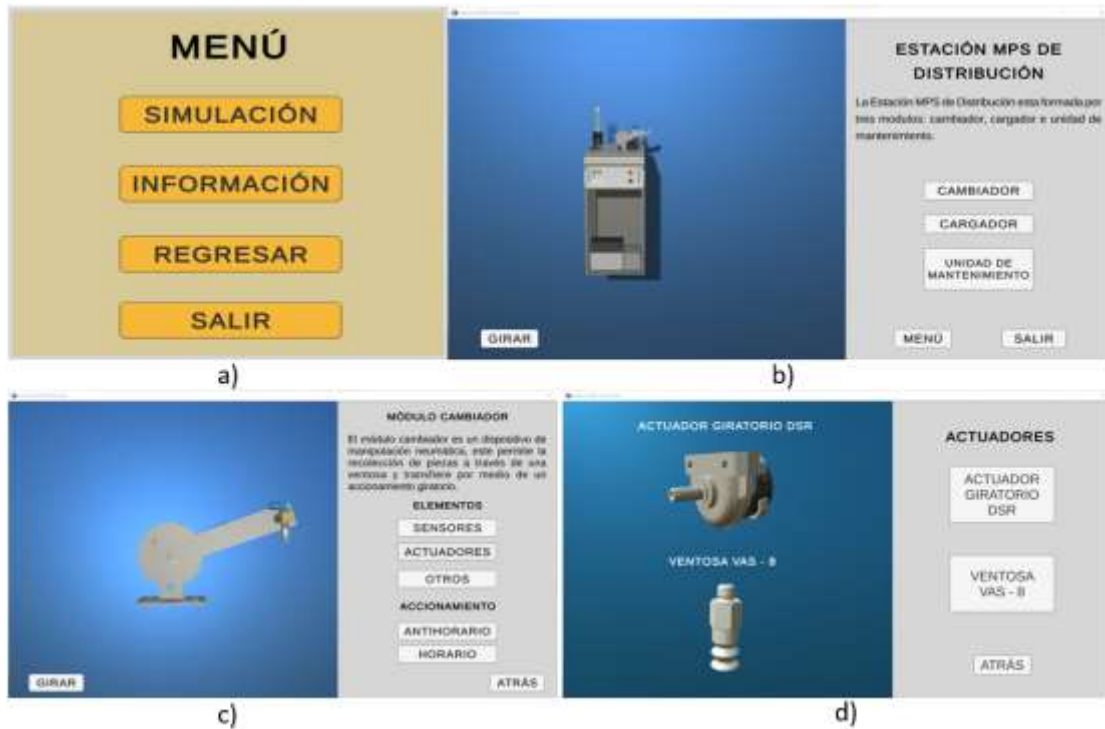 MENÚ
SIMULACIÓN
INFORMACIÓN
REGRESAR
SALIR
a)
ESTACIÓN MPS DE
DISTRIBUCIÓN
La Estación MPS de Distribución esta formada por
tres modulos: cambiador, cargador e unidad de
mantenimiento.
CAMBIADOR
CARGADOR
UNIDAD DE
MANTENIMIENTO
GIRAR
MENÚ
SALIR
b)
MÓDULO CAMBIADOR
El módulo cambiador es un dispositivo de
manipulación neumática, este permite la
recolección de piezas a través de una
ventosa y transfiere por medio de un
accionamiento giratorio.
ELEMENTOS
SENSORES
ACTUADORES
OTROS
ACCIONAMIENTO
ANTIHORARIO
HORARIO
GIRAR
ATRÁS
c)
ACTUADOR GIRATORIO DSR
VENTOSA VAS - 8
ACTUADORES
ACTUADOR
GIRATORIO
DSR
VENTOSA
VAS - 8
ATRÁS
d)